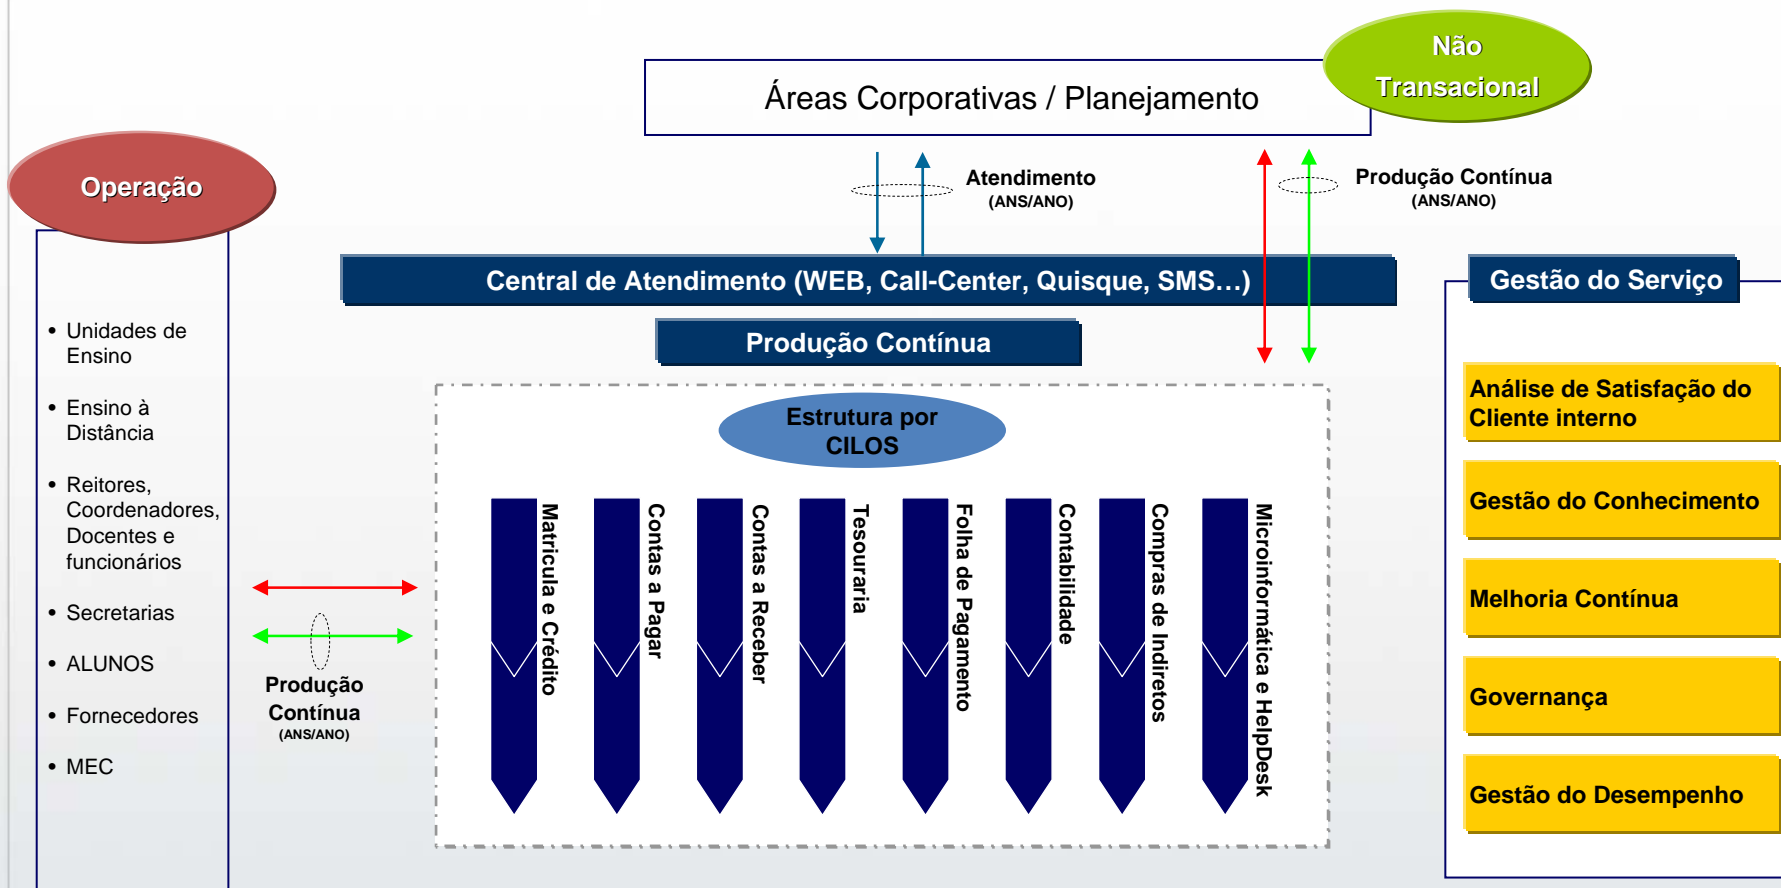 Não
Transacional
Áreas Corporativas / Planejamento
Operação
Atendimento
(ANS/ANO)
Produção Contínua
(ANS/ANO)
Central de Atendimento (WEB, Call-Center, Quisque, SMS…)
Produção Contínua
Gestão do Serviço
• Unidades de
Ensino
• Ensino à
Distância
• Reitores,
Coordenadores,
Docentes e
funcionários
• Secretarias
• ALUNOS
• Fornecedores
• MEC
Produção
Contínua
(ANS/ANO)
Estrutura por
CILOS
Matricula e Crédito
Contas a Pagar
Contas a Receber
Tesouraria
Folha de Pagamento
Contabilidade
Compras de Indiretos
Microinformática e HelpDesk
Análise de Satisfação do
Cliente interno
Gestão do Conhecimento
Melhoria Contínua
Governança
Gestão do Desempenho